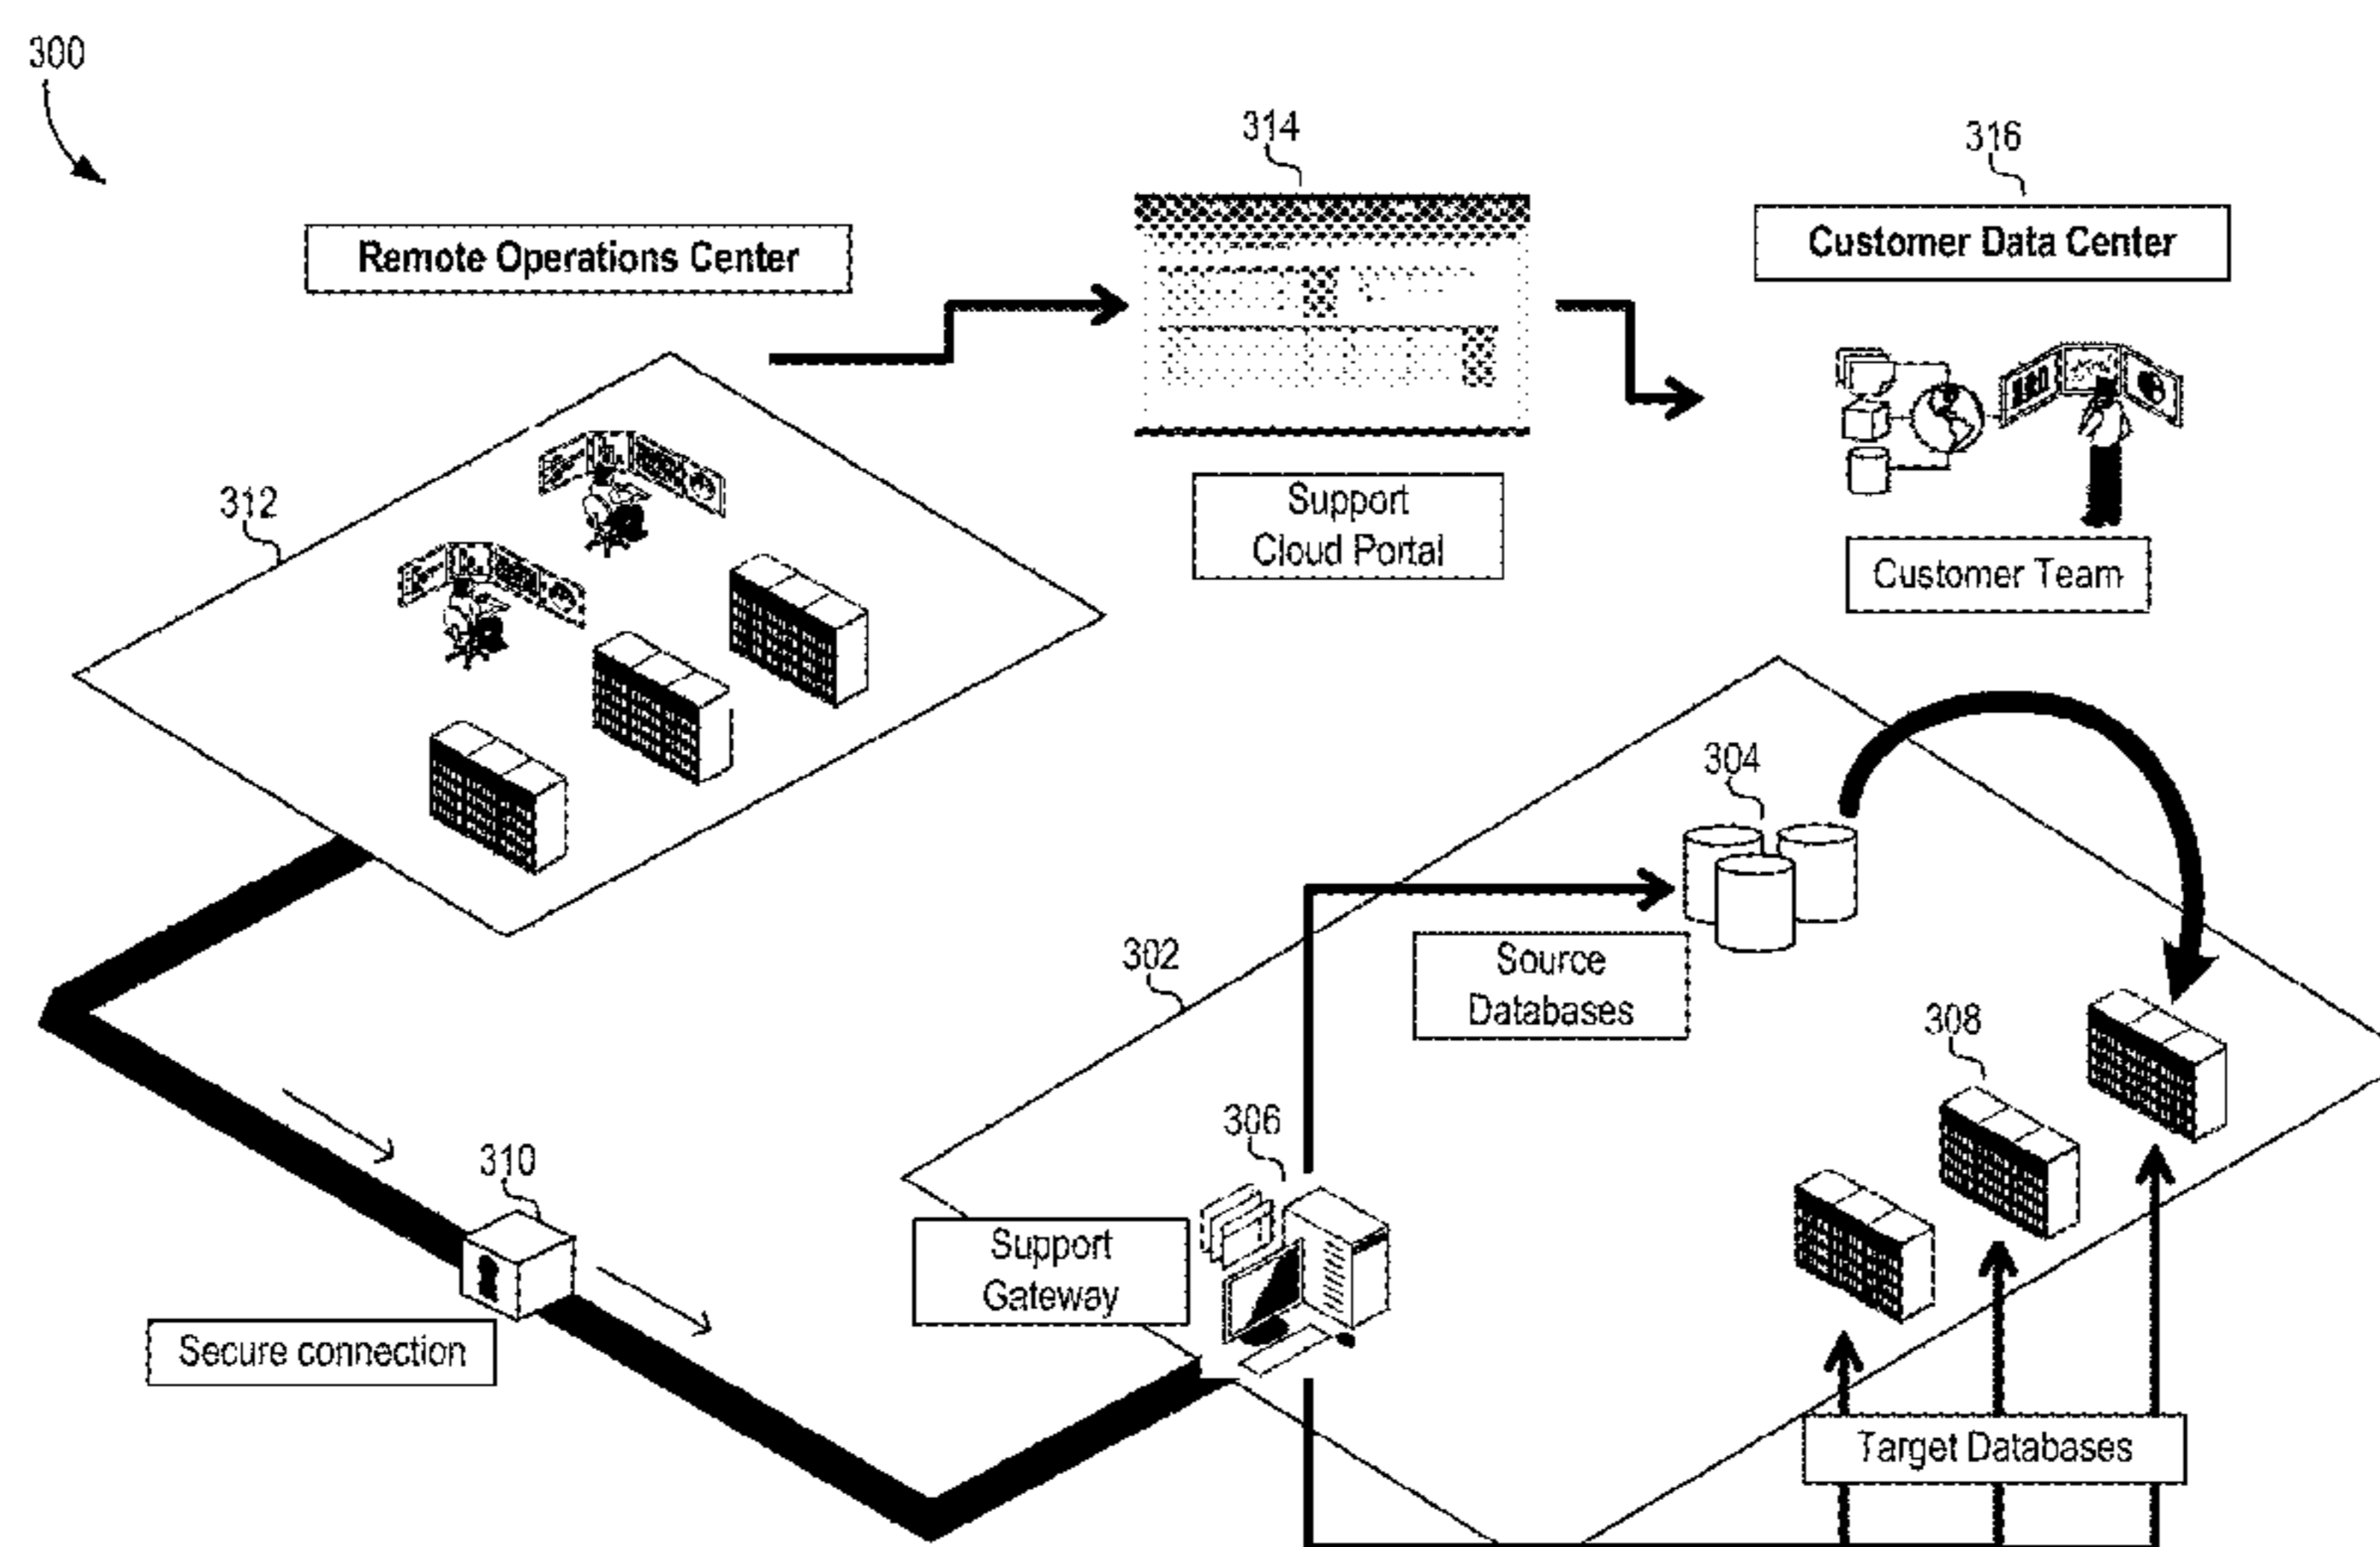 300
314
316
Remote Operations Center
Customer Data Center
312
Support
Cloud Portal
Customer Team
304
302
Source
Databases
308
306
310
Support
Gateway
Secure connection
Target Databases